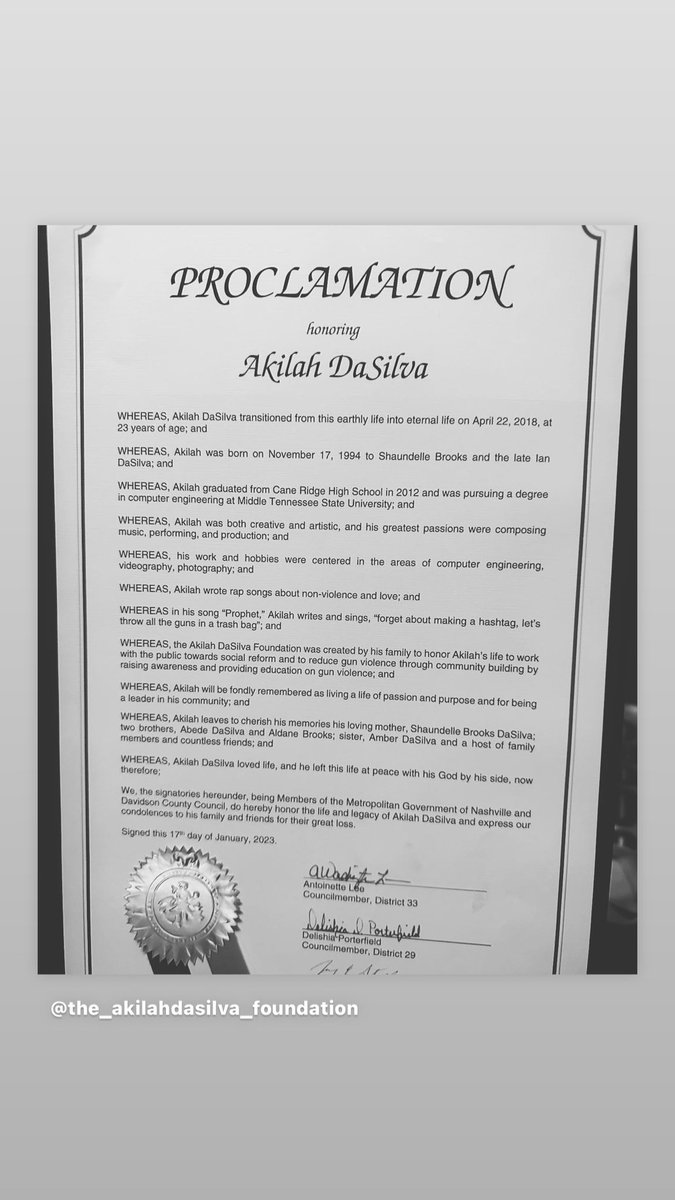 PROCLAMATION
honoring
Akilah DaSilva
WHEREAS, Akilah DaSilva transitioned from this earthly life into eternal life on April 22, 2018, at
23 years of age; and
WHEREAS, Akilah was born on November 17, 1994 to Shaundelle Brooks and the late Ian
DaSilva; and
WHEREAS, Akilah graduated from Cane Ridge High School in 2012 and was pursuing a degree
in computer engineering at Middle Tennessee State University; and
WHEREAS, Akilah was both creative and artistic, and his greatest passions were composing
music, performing, and production; and
WHEREAS, his work and hobbies were centered in the areas of computer engineering,
videography, photography; and
WHEREAS, Akilah wrote rap songs about non-violence and love; and
WHEREAS in his song “Prophet,” Akilah writes and sings, “forget about making a hashtag, let’s
throw all the guns in a trash bag”; and
WHEREAS, the Akilah DaSilva Foundation was created by his family to honor Akilah’s life to work
with the public towards social reform and to reduce gun violence through community building by
raising awareness and providing education on gun violence; and
WHEREAS, Akilah will be fondly remembered as living a life of passion and purpose and for being
a leader in his community; and
WHEREAS, Akilah leaves to cherish his memories his loving mother, Shaundelle Brooks DaSilva;
two brothers, Abede DaSilva and Aldane Brooks; sister, Amber DaSilva and a host of family
members and countless friends; and
WHEREAS, Akilah DaSilva loved life, and he left this life at peace with his God by his side, now
therefore;
We, the signatories hereunder, being Members of the Metropolitan Government of Nashville and
Davidson County Council, do hereby honor the life and legacy of Akilah DaSilva and express our
condolences to his family and friends for their great loss.
Signed this 17th day of January, 2023.
Antoinette Lee
Councilmember, District 33
Delishia D. Porterfield
Delishia Porterfield
Councilmember, District 29
@the_akilahdasilva_foundation